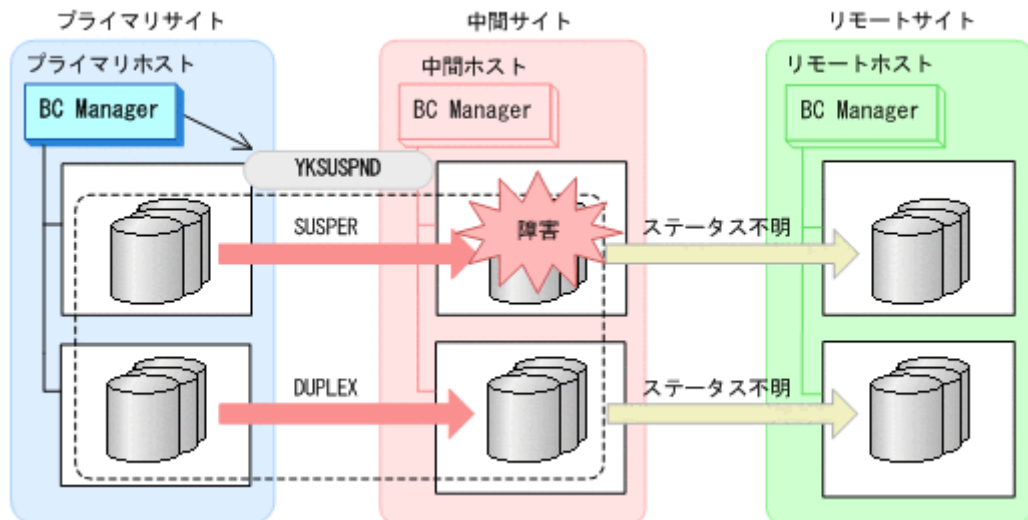 プライマリサイト
中間サイト
リモートサイト
プライマリホスト
中間ホスト
リモートホスト
BC Manager
BC Manager
BC Manager
YKSUSPND
SUSPER
障害
ステータス不明
DUPLEX
ステータス不明